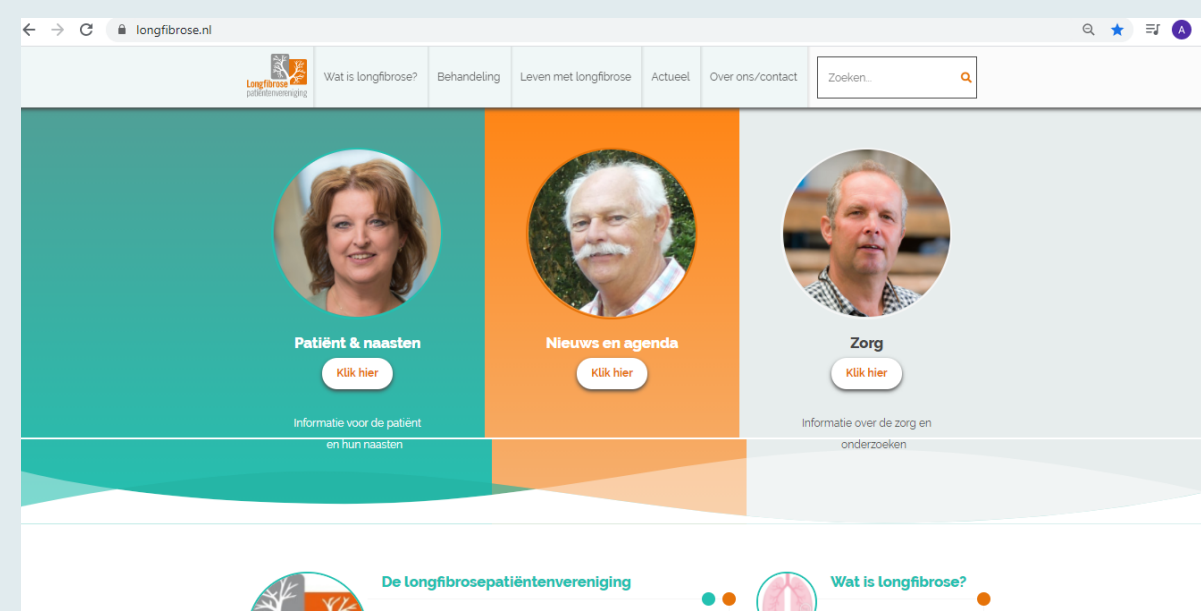 longfibrose.nl
A
Longfibrose
patiëntenvereniging
Wat is longfibrose?
Behandeling
Leven met longfibrose
Actueel
Over ons/contact
Zoeken...
Patiënt & naasten
Klik hier
Informatie voor de patiënt
en hun naasten
Nieuws en agenda
Klik hier
Zorg
Klik hier
Informatie over de zorg en
onderzoeken
De longfibrosepatiëntenvereniging
Wat is longfibrose?